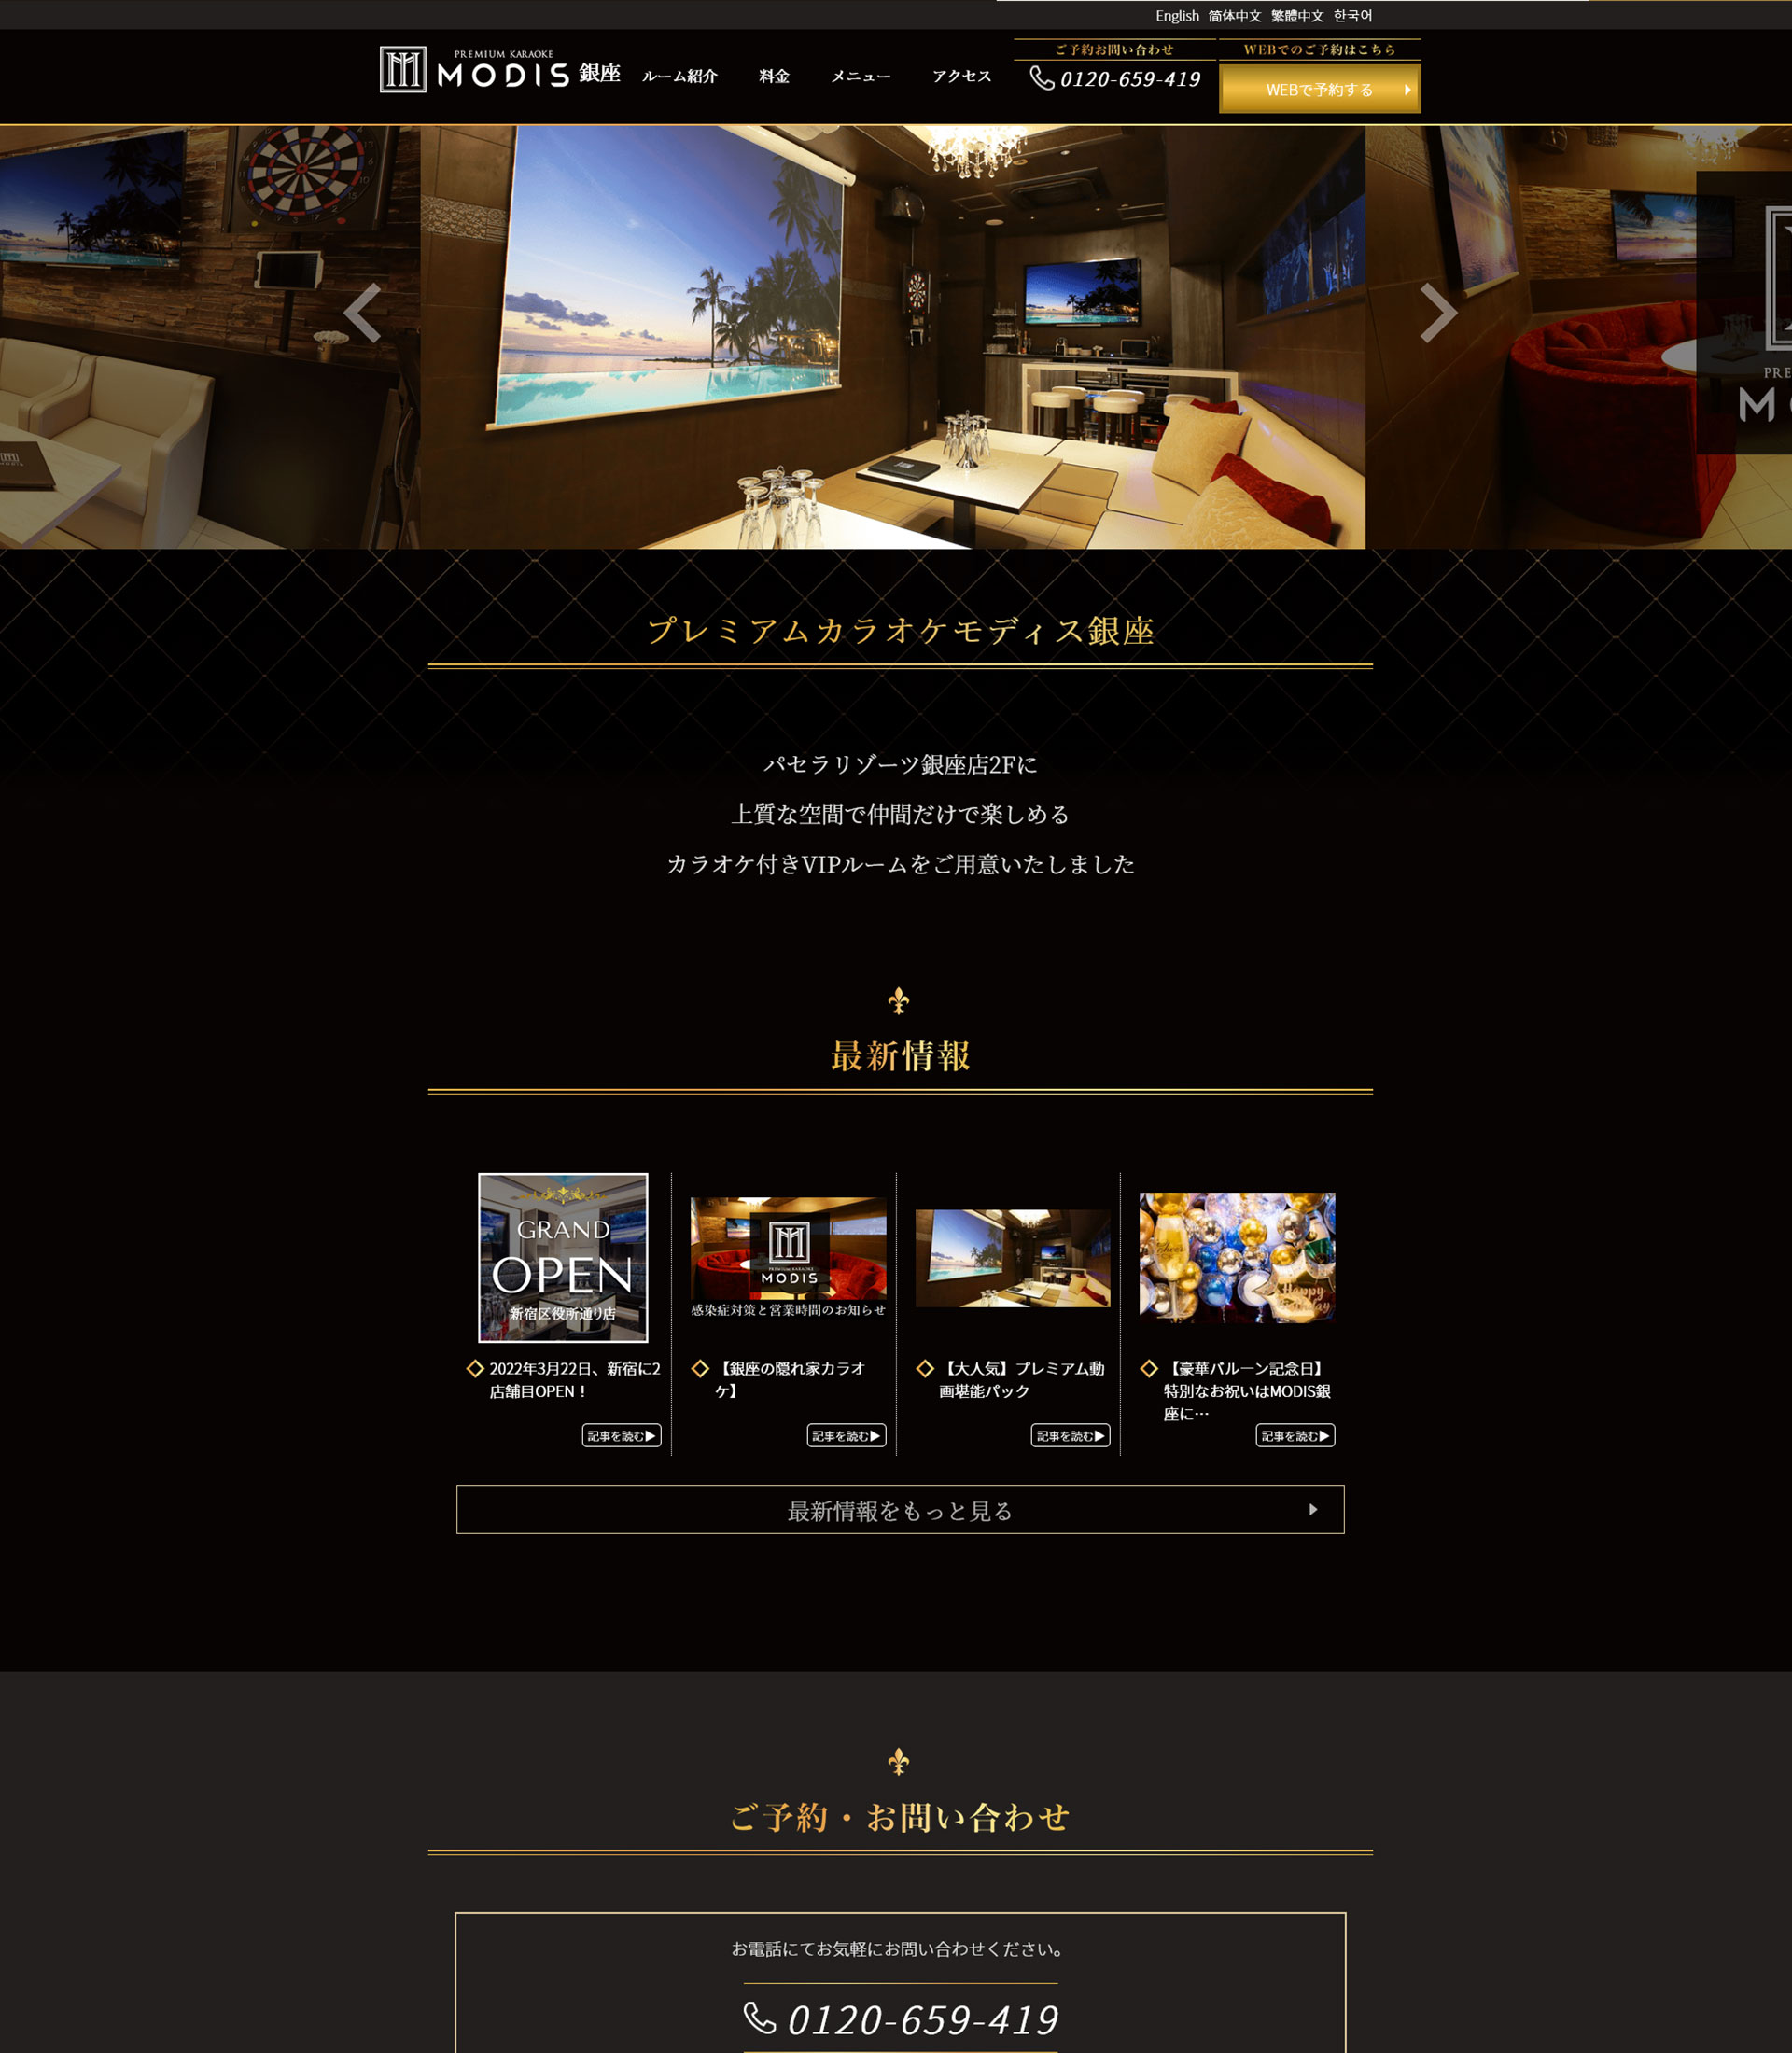 English 简体中文 繁體中文 한국어
PREMIUM KARAOKE
MODIS 銀座
ルーム紹介 料金 メニュー アクセス
ご予約お問い合わせ
0120-659-419
WEBでのご予約はこちら
WEBで予約する
プレミアムカラオケモディス銀座
パセラリゾーツ銀座店2Fに
上質な空間で仲間だけで楽しめる
カラオケ付きVIPルームをご用意いたしました
最新情報
GRAND
OPEN
新宿区役所通り店
2022年3月22日、新宿に2
店舗目OPEN!
記事を読む▶
PREMIUM KARAOKE
MODIS
感染症対策と営業時間のお知らせ
【銀座の隠れ家カラオ
ケ】
記事を読む▶
【大人気】プレミアム動
画堪能パック
記事を読む▶
Happy
Birthday
【豪華バルーン記念日】
特別なお祝いはMODIS銀
座に…
記事を読む▶
最新情報をもっと見る
ご予約・お問い合わせ
お電話にてお気軽にお問い合わせください。
0120-659-419